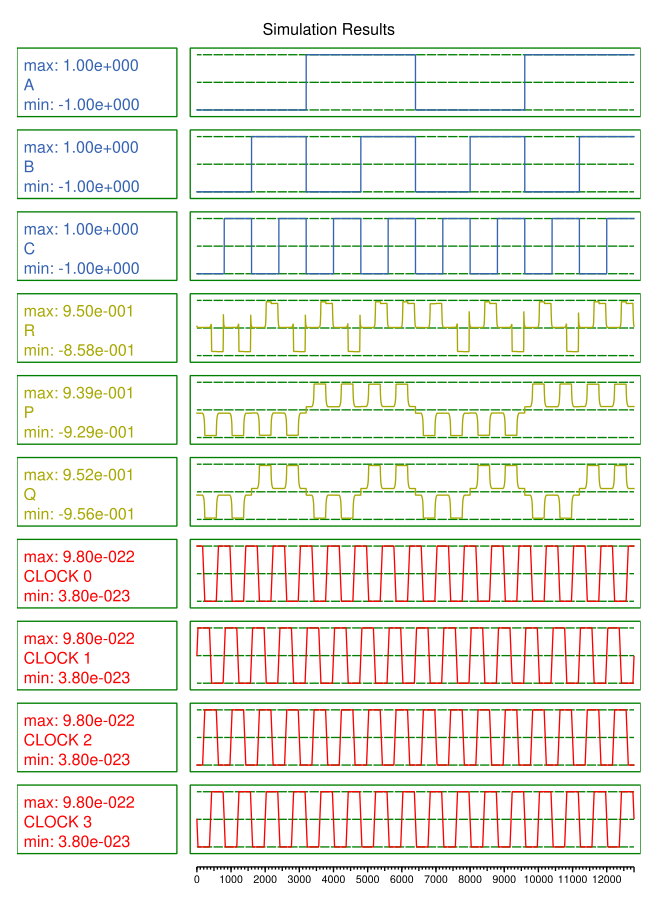 Simulation Results
max: 1.00e+000
A
min: -1.00e+000
max: 1.00e+000
B
min: -1.00e+000
max: 1.00e+000
C
min: -1.00e+000
max: 9.50e-001
R
min: -8.58e-001
max: 9.39e-001
P
min: -9.29e-001
max: 9.52e-001
Q
min: -9.56e-001
max: 9.80e-022
CLOCK 0
min: 3.80e-023
max: 9.80e-022
CLOCK 1
min: 3.80e-023
max: 9.80e-022
CLOCK 2
min: 3.80e-023
max: 9.80e-022
CLOCK 3
min: 3.80e-023
0 1000 2000 3000 4000 5000 6000 7000 8000 9000 10000 11000 12000